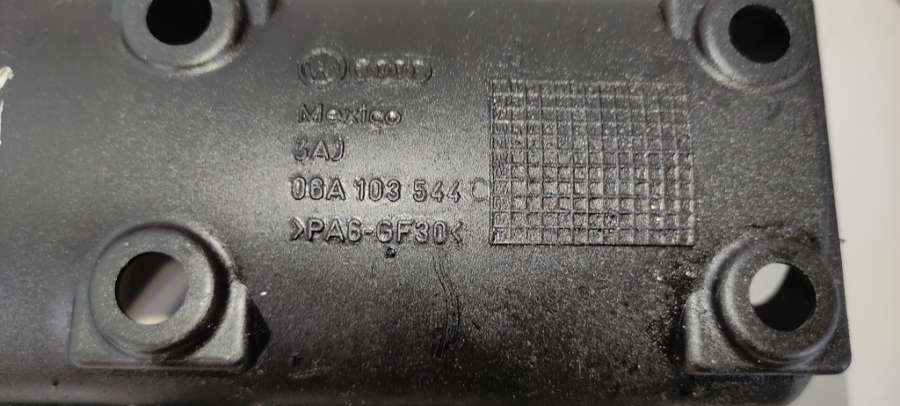 Mexico
3AJ
06A 103 544 C
>PA6-GF30<